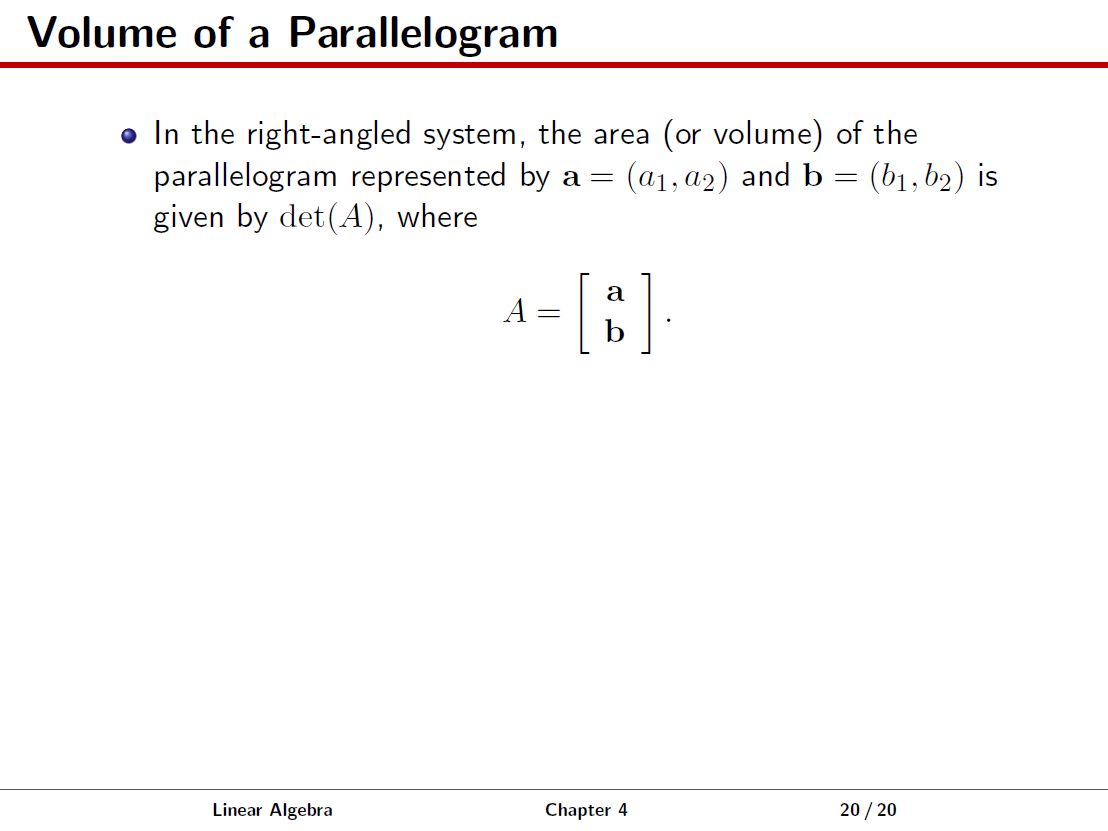 Volume of a Parallelogram
In the right-angled system, the area (or volume) of the
parallelogram represented by a = (a₁, a₂) and b = (b₁, b₂) is
given by det(A), where
A = [ a
b ] .
Linear Algebra Chapter 4 20 / 20